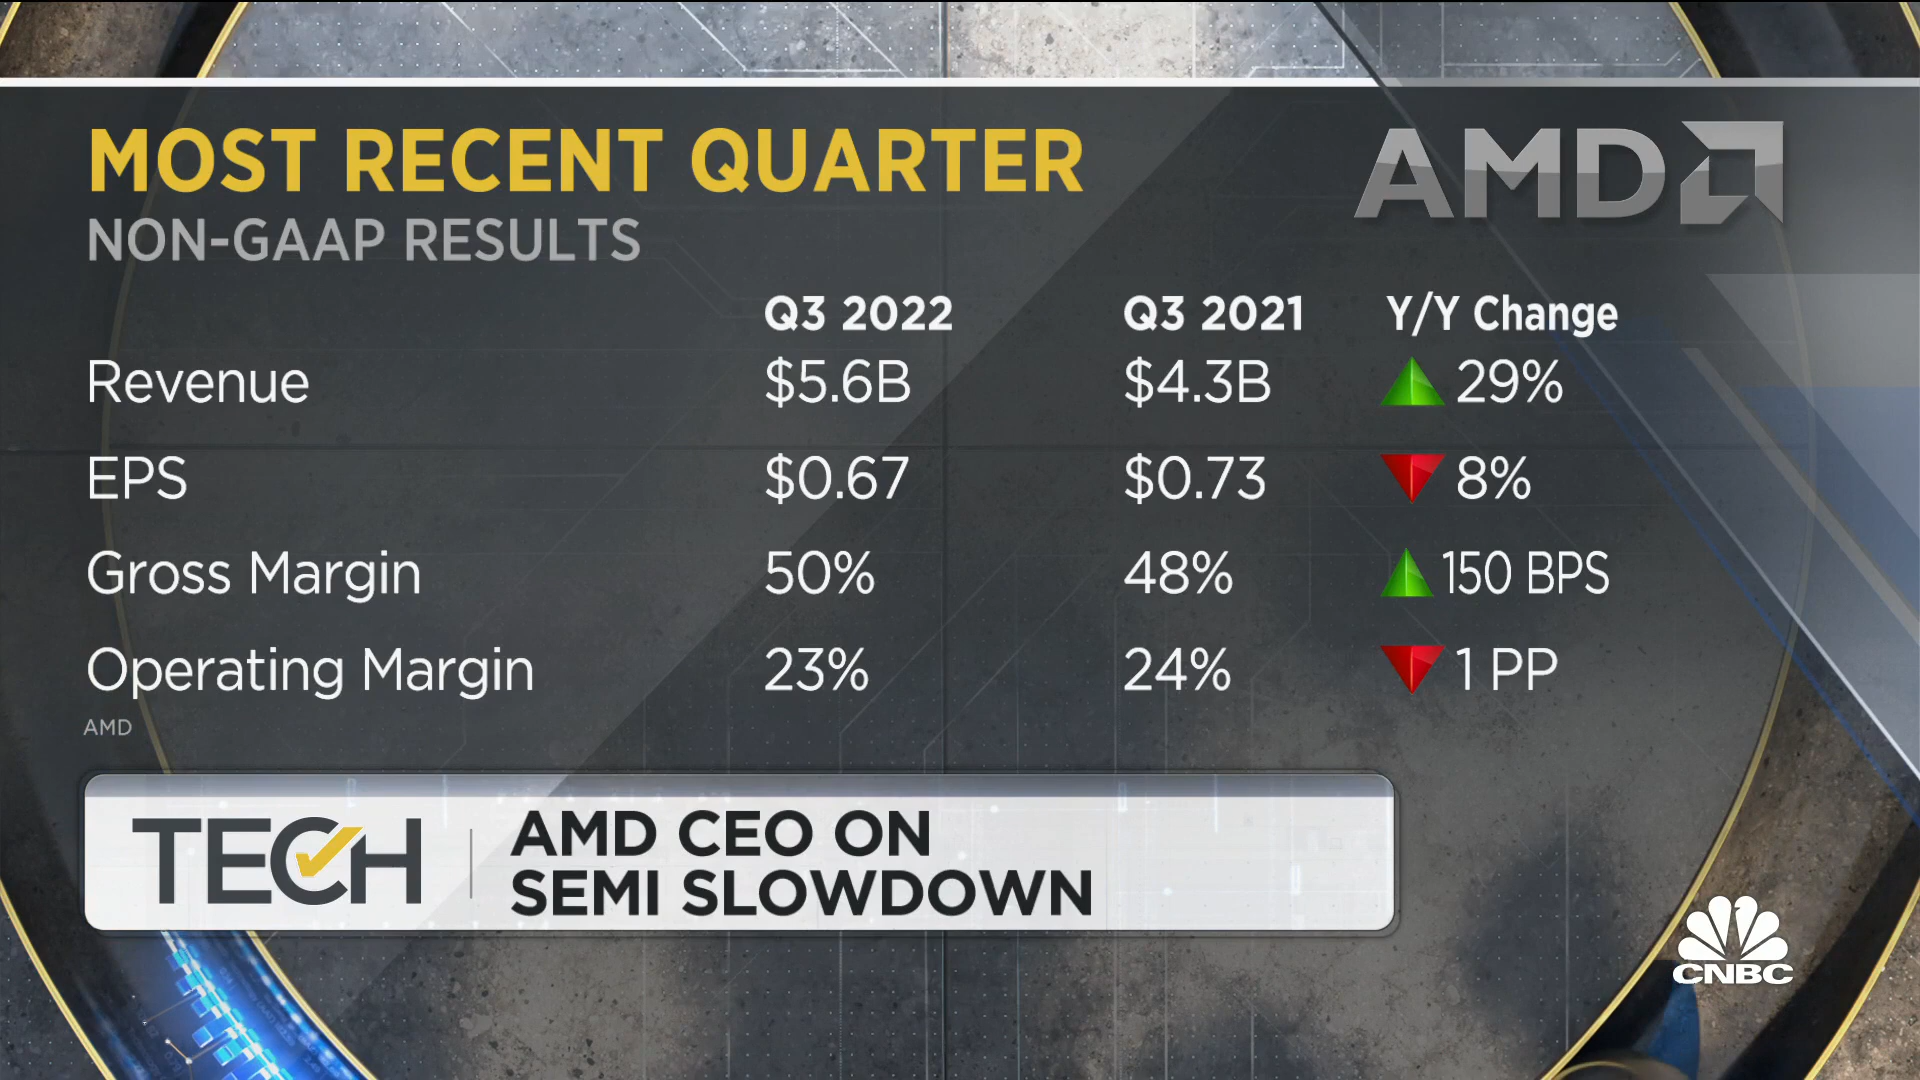 MOST RECENT QUARTER
AMD
NON-GAAP RESULTS
Q3 2022 Q3 2021 Y/Y Change
Revenue $5.6B $4.3B 29%
EPS $0.67 $0.73 8%
Gross Margin 50% 48% 150 BPS
Operating Margin 23% 24% 1 PP
AMD
TECH
AMD CEO ON
SEMI SLOWDOWN
CNBC